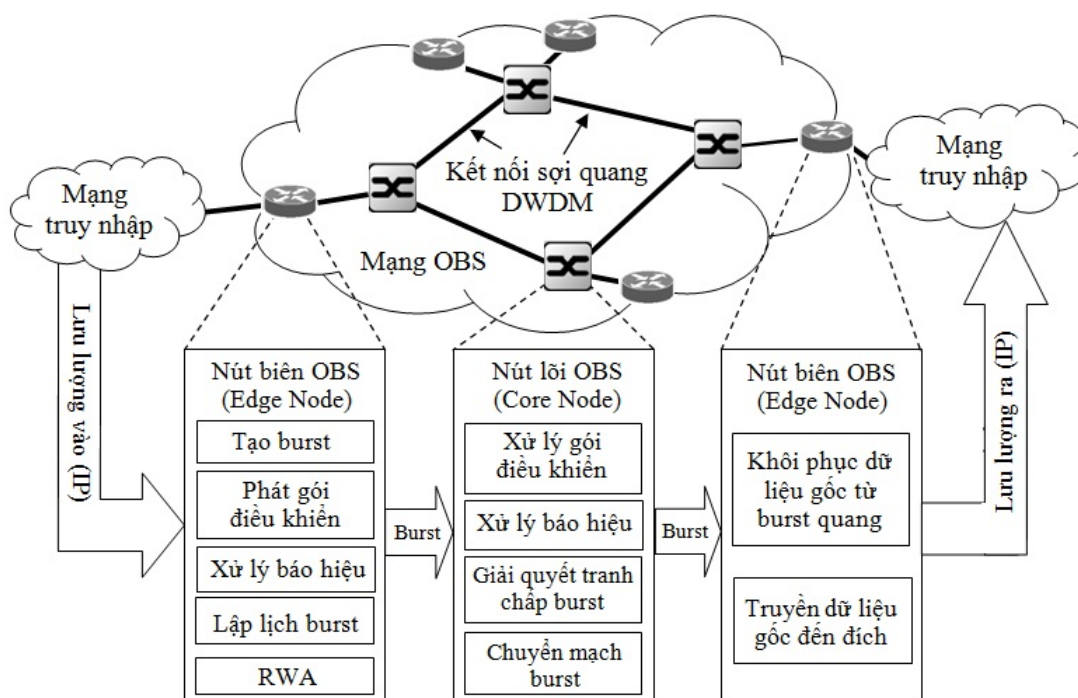 Mạng
truy nhập
Kết nối sợi quang
DWDM
Mạng OBS
Mạng
truy nhập
Lưu lượng vào (IP)
Nút biên OBS
(Edge Node)
Tạo burst
Phát gói
điều khiển
Xử lý báo hiệu
Lập lịch burst
RWA
Burst
Nút lõi OBS
(Core Node)
Xử lý gói
điều khiển
Xử lý báo hiệu
Giải quyết tranh
chấp burst
Chuyển mạch
burst
Burst
Nút biên OBS
(Edge Node)
Khôi phục dữ
liệu gốc từ
burst quang
Truyền dữ liệu
gốc đến đích
Lưu lượng ra (IP)